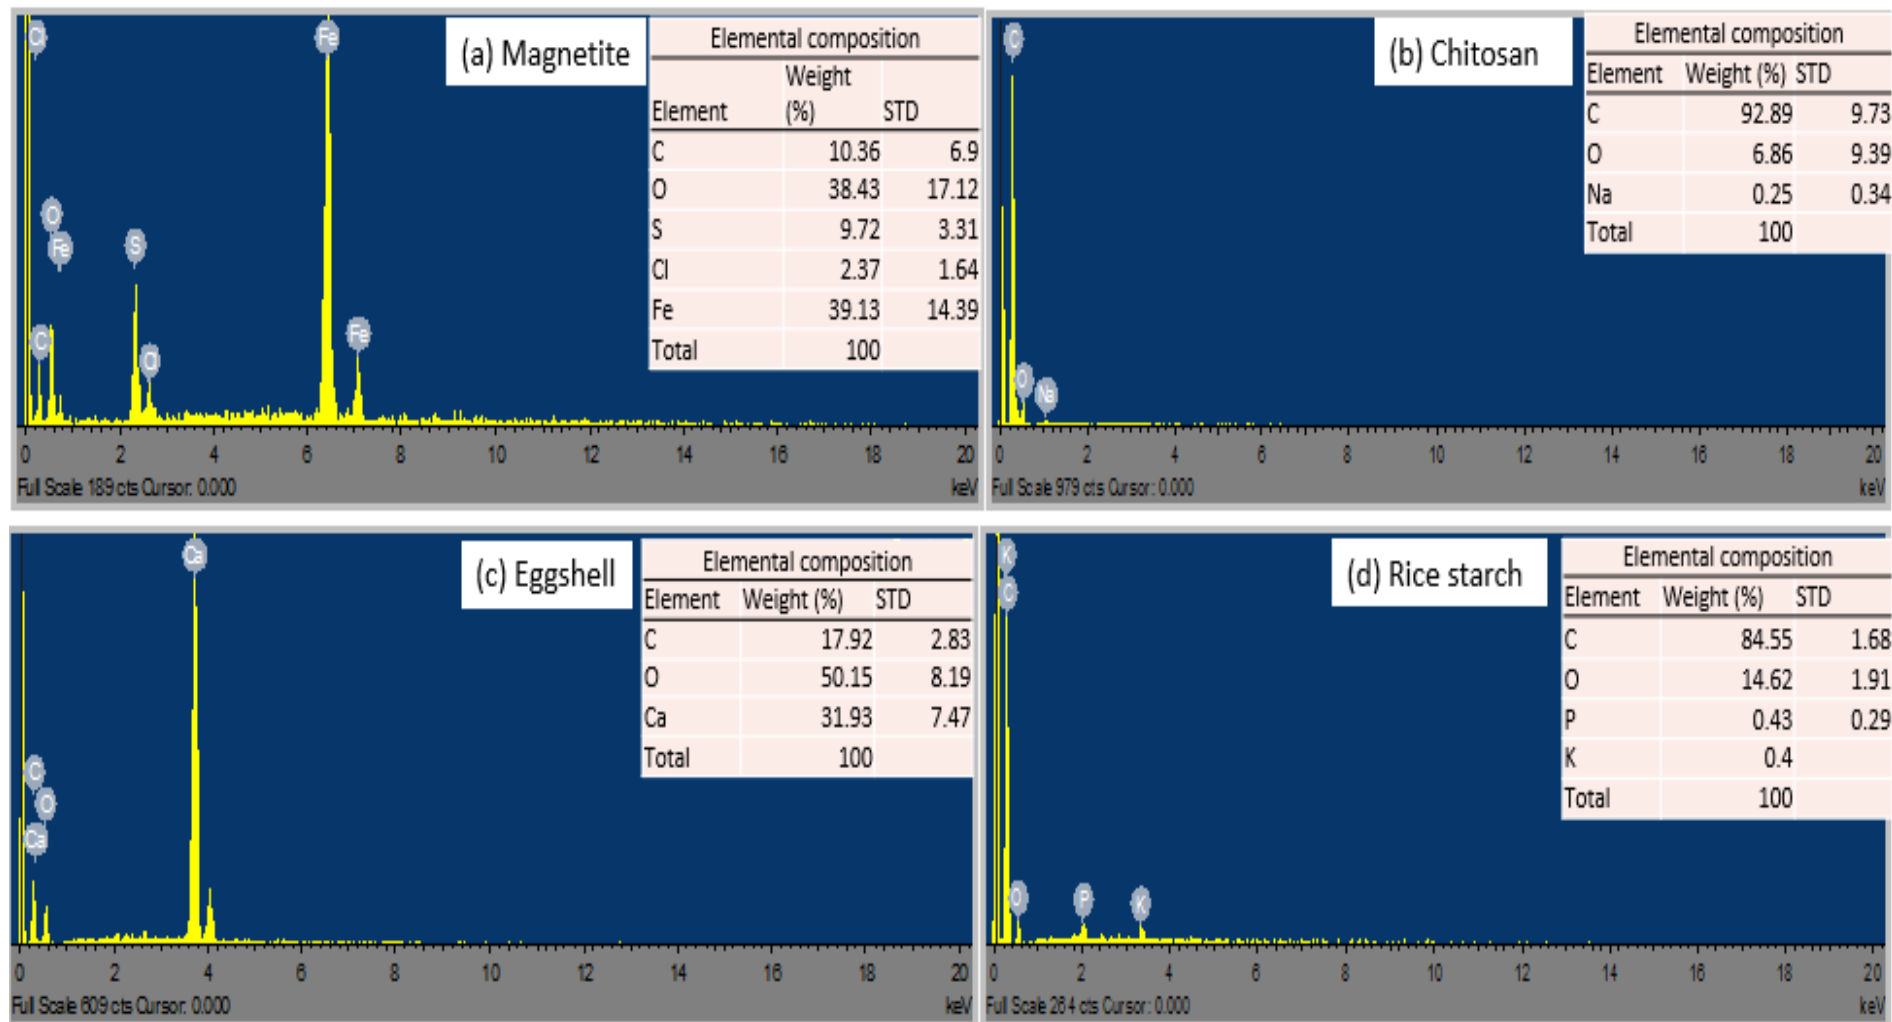 (a) Magnetite
Elemental composition
Element Weight (%) STD
C 10.36 6.9
O 38.43 17.12
S 9.72 3.31
Cl 2.37 1.64
Fe 39.13 14.39
Total 100
Cl Fe
O
Fe
S
C Cl Fe
0 2 4 6 8 10 12 14 16 18 20
Full Scale 189 cts Cursor: 0.000 keV
(b) Chitosan
Elemental composition
Element Weight (%) STD
C 92.89 9.73
O 6.86 9.39
Na 0.25 0.34
Total 100
C
O Na
0 2 4 6 8 10 12 14 16 18 20
Full Scale 979 cts Cursor: 0.000 keV
(c) Eggshell
Elemental composition
Element Weight (%) STD
C 17.92 2.83
O 50.15 8.19
Ca 31.93 7.47
Total 100
Ca
C
O
Ca
0 2 4 6 8 10 12 14 16 18 20
Full Scale 609 cts Cursor: 0.000 keV
(d) Rice starch
Elemental composition
Element Weight (%) STD
C 84.55 1.68
O 14.62 1.91
P 0.43 0.29
K 0.4
Total 100
K
C
O P K
0 2 4 6 8 10 12 14 16 18 20
Full Scale 264 cts Cursor: 0.000 keV